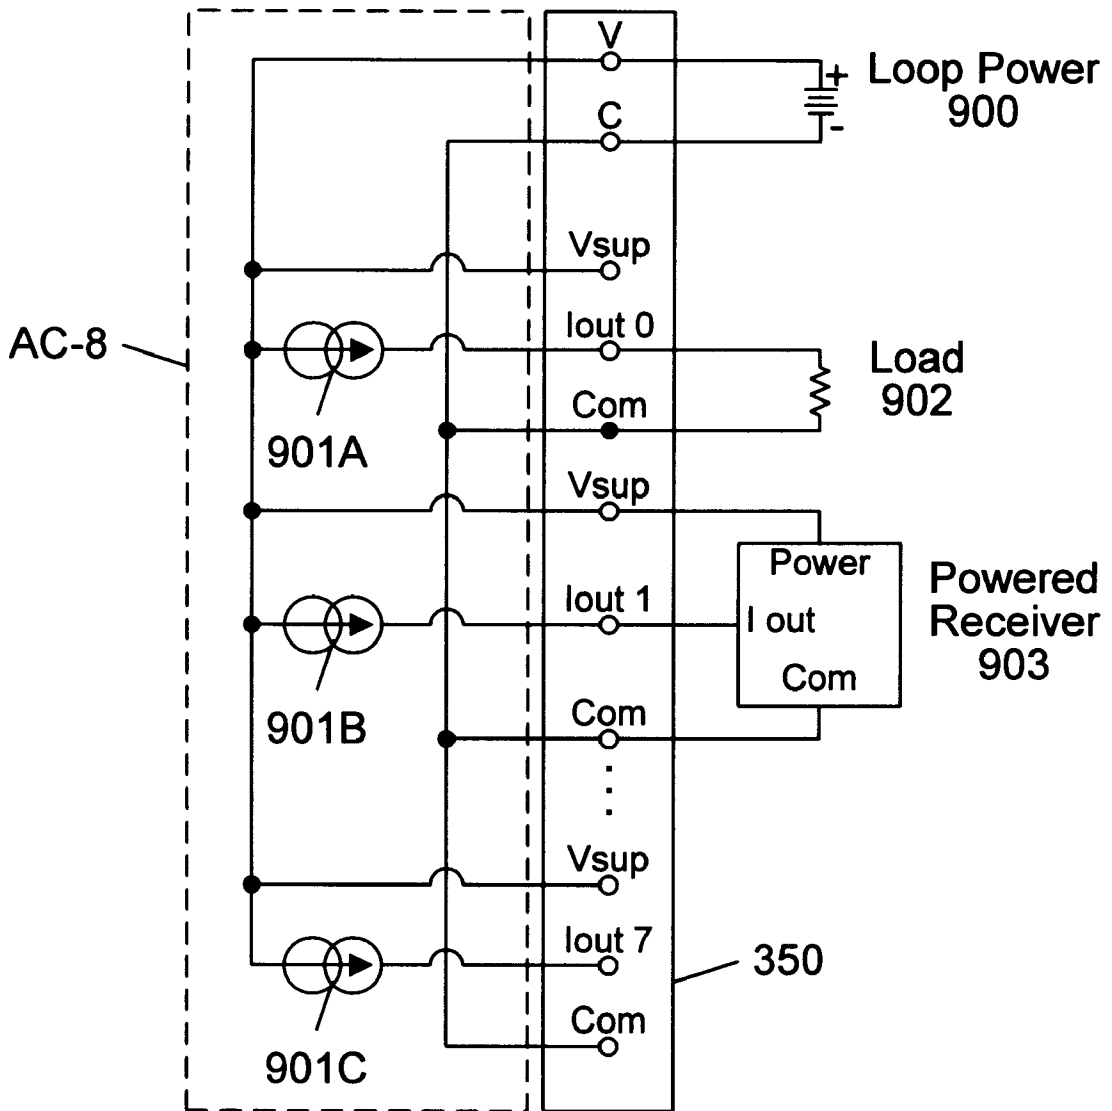 V
+
Loop Power
900
C
-
Vsup
AC-8
Iout 0
Load
902
Com
901A
Vsup
Power
Powered
Receiver
903
Iout 1
I out
Com
901B
Com
Vsup
Iout 7
350
Com
901C